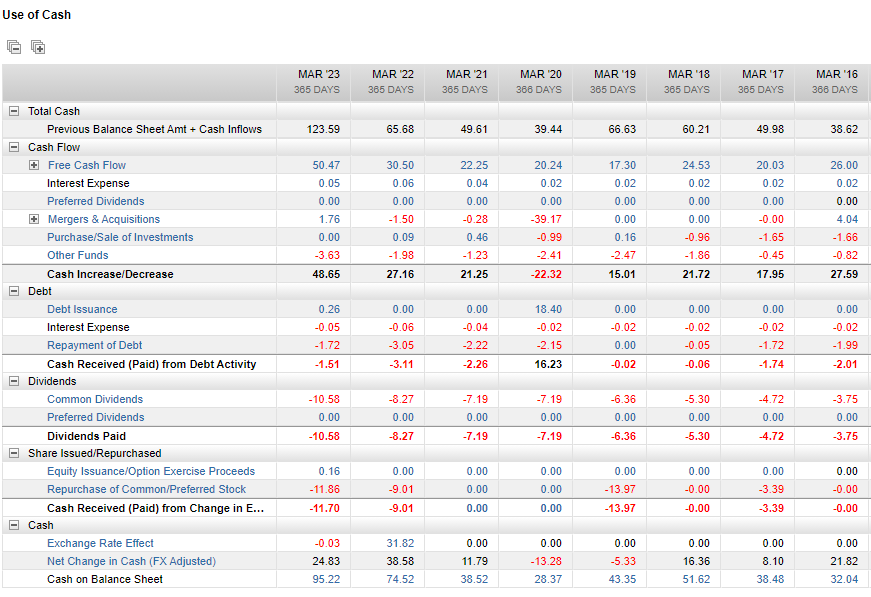 Use of Cash
MAR '23 MAR '22 MAR '21 MAR '20 MAR '19 MAR '18 MAR '17 MAR '16
365 DAYS 365 DAYS 365 DAYS 366 DAYS 365 DAYS 365 DAYS 365 DAYS 366 DAYS
Total Cash
Previous Balance Sheet Amt + Cash Inflows 123.59 65.68 49.61 39.44 66.63 60.21 49.98 38.62
Cash Flow
Free Cash Flow 50.47 30.50 22.25 20.24 17.30 24.53 20.03 26.00
Interest Expense 0.05 0.06 0.04 0.02 0.02 0.02 0.02 0.02
Preferred Dividends 0.00 0.00 0.00 0.00 0.00 0.00 0.00 0.00
Mergers & Acquisitions 1.76 -1.50 -0.28 -39.17 0.00 0.00 -0.00 4.04
Purchase/Sale of Investments 0.00 0.09 0.46 -0.99 0.16 -0.96 -1.65 -1.66
Other Funds -3.63 -1.98 -1.23 -2.41 -2.47 -1.86 -0.45 -0.82
Cash Increase/Decrease 48.65 27.16 21.25 -22.32 15.01 21.72 17.95 27.59
Debt
Debt Issuance 0.26 0.00 0.00 18.40 0.00 0.00 0.00 0.00
Interest Expense -0.05 -0.06 -0.04 -0.02 -0.02 -0.02 -0.02 -0.02
Repayment of Debt -1.72 -3.05 -2.22 -2.15 0.00 -0.05 -1.72 -1.99
Cash Received (Paid) from Debt Activity -1.51 -3.11 -2.26 16.23 -0.02 -0.06 -1.74 -2.01
Dividends
Common Dividends -10.58 -8.27 -7.19 -7.19 -6.36 -5.30 -4.72 -3.75
Preferred Dividends 0.00 0.00 0.00 0.00 0.00 0.00 0.00 0.00
Dividends Paid -10.58 -8.27 -7.19 -7.19 -6.36 -5.30 -4.72 -3.75
Share Issued/Repurchased
Equity Issuance/Option Exercise Proceeds 0.16 0.00 0.00 0.00 0.00 0.00 0.00 0.00
Repurchase of Common/Preferred Stock -11.86 -9.01 0.00 0.00 -13.97 -0.00 -3.39 -0.00
Cash Received (Paid) from Change in E... -11.70 -9.01 0.00 0.00 -13.97 -0.00 -3.39 -0.00
Cash
Exchange Rate Effect -0.03 31.82 0.00 0.00 0.00 0.00 0.00 0.00
Net Change in Cash (FX Adjusted) 24.83 38.58 11.79 -13.28 -5.33 16.36 8.10 21.82
Cash on Balance Sheet 95.22 74.52 38.52 28.37 43.35 51.62 38.48 32.04